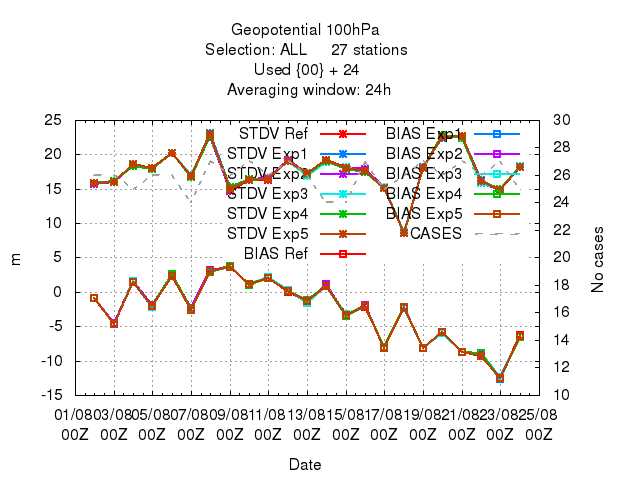 Geopotential 100hPa
Selection: ALL 27 stations
Used {00} + 24
Averaging window: 24h
25 30
20 28
15 26
10 24
5 22
0 20
-5 18
-10 16
-15 14
12
10
m
No cases
STDV Ref
STDV Exp1
STDV Exp2
STDV Exp3
STDV Exp4
STDV Exp5
BIAS Ref
BIAS Exp1
BIAS Exp2
BIAS Exp3
BIAS Exp4
BIAS Exp5
CASES
01/08 03/08 05/08 07/08 09/08 11/08 13/08 15/08 17/08 19/08 21/08 23/08 25/08
00Z 00Z 00Z 00Z 00Z 00Z 00Z 00Z 00Z 00Z 00Z 00Z 00Z
Date